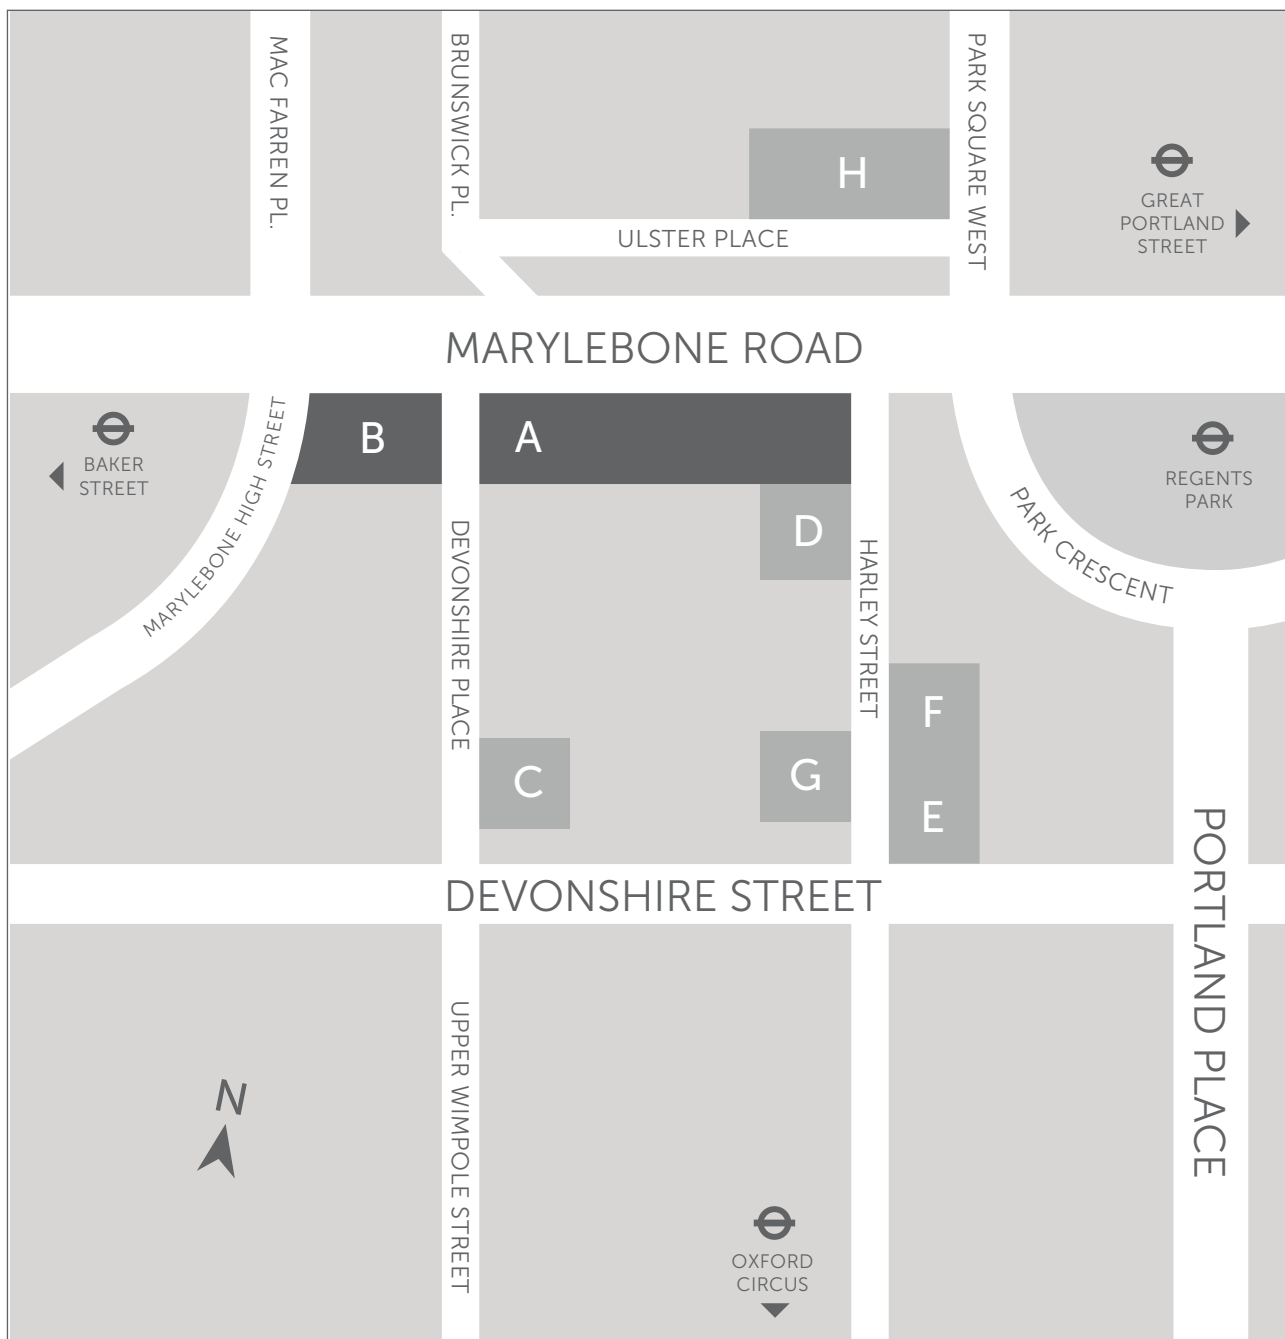 MAC FARREN PL.
BRUNSWICK PL.
PARK SQUARE WEST
H
GREAT
PORTLAND
STREET
ULSTER PLACE
MARYLEBONE ROAD
BAKER
STREET
MARYLEBONE HIGH STREET
B
A
REGENTS
PARK
PARK CRESCENT
D
DEVONSHIRE PLACE
HARLEY STREET
F
C
G
E
DEVONSHIRE STREET
PORTLAND PLACE
N
UPPER WIMPOLE STREET
OXFORD
CIRCUS